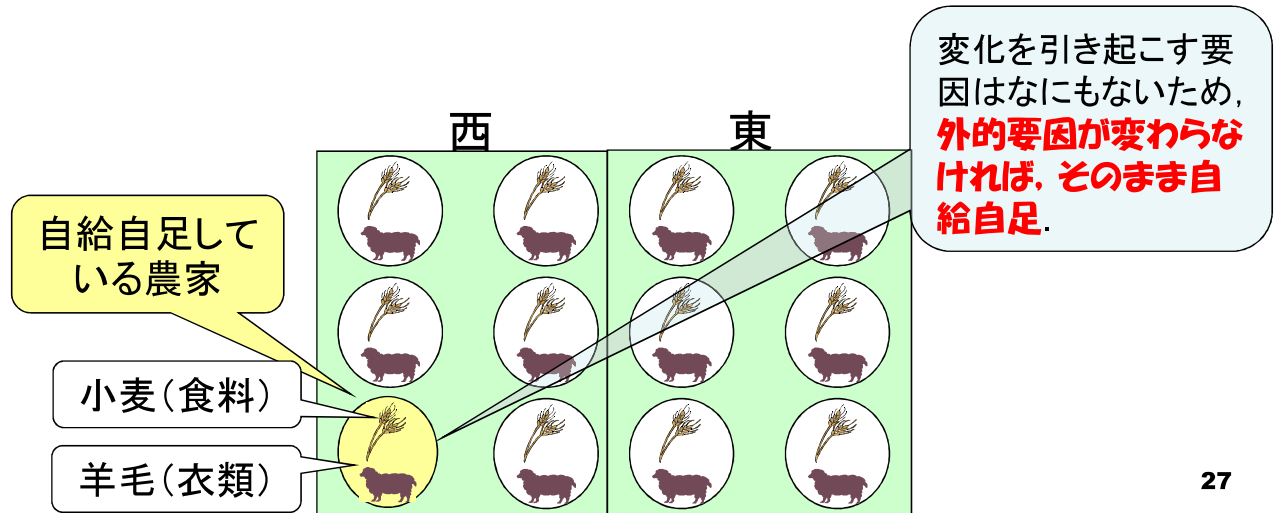 西
東
変化を引き起こす要
因はなにもないため,
外的要因が変わらな
ければ, そのまま自
給自足.
自給自足して
いる農家
小麦(食料)
羊毛(衣類)
27